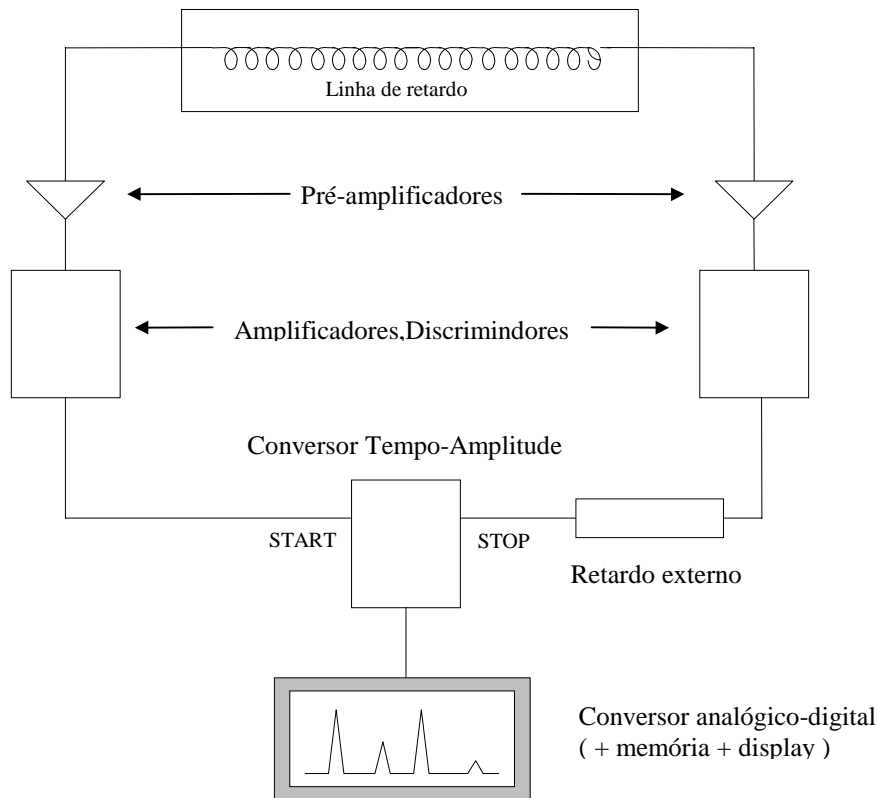 Linha de retardo
Pré-amplificadores
Amplificadores,Discrimindores
Conversor Tempo-Amplitude
START
STOP
Retardo externo
Conversor analógico-digital
( + memória + display )